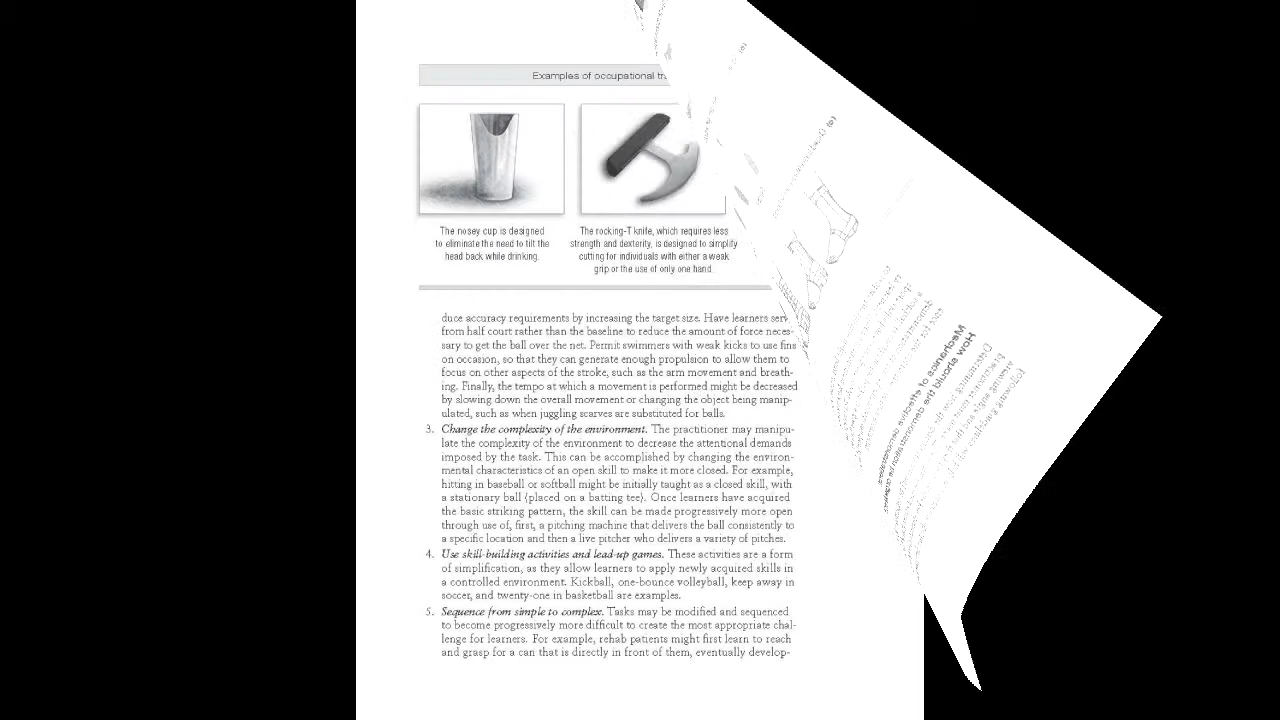 Examples of occupational
The nosey cup is designed
to eliminate the need to tilt the
head back while drinking.
The rocking-T knife, which requires less
strength and dexterity, is designed to simplify
cutting for individuals with either a weak
grip or the use of only one hand.
duce accuracy requirements by increasing the target size. Have learners serve
from half court rather than the baseline to reduce the amount of force neces-
sary to get the ball over the net. Permit swimmers with weak kicks to use fins
on occasion, so that they can generate enough propulsion to allow them to
focus on other aspects of the stroke, such as the arm movement and breath-
ing. Finally, the tempo at which a movement is performed might be decreased
by slowing down the overall movement or changing the object being manip-
ulated, such as when juggling scarves are substituted for balls.
3. Change the complexity of the environment. The practitioner may manipu-
late the complexity of the environment to decrease the attentional demands
imposed by the task. This can be accomplished by changing the environ-
mental characteristics of an open skill to make it more closed. For example,
hitting in baseball or softball might be initially taught as a closed skill, with
a stationary ball (placed on a batting tee). Once learners have acquired
the basic striking pattern, the skill can be made progressively more open
through use of, first, a pitching machine that delivers the ball consistently to
a specific location and then a live pitcher who delivers a variety of pitches.
4. Use skill-building activities and lead-up games. These activities are a form
of simplification, as they allow learners to apply newly acquired skills in
a controlled environment. Kickball, one-bounce volleyball, keep away in
soccer, and twenty-one in basketball are examples.
5. Sequence from simple to complex. Tasks may be modified and sequenced
to become progressively more difficult to create the most appropriate chal-
lenge for learners. For example, rehab patients might first learn to reach
and grasp for a can that is directly in front of them, eventually develop-
Mechanics of effective
How should the demonstration be